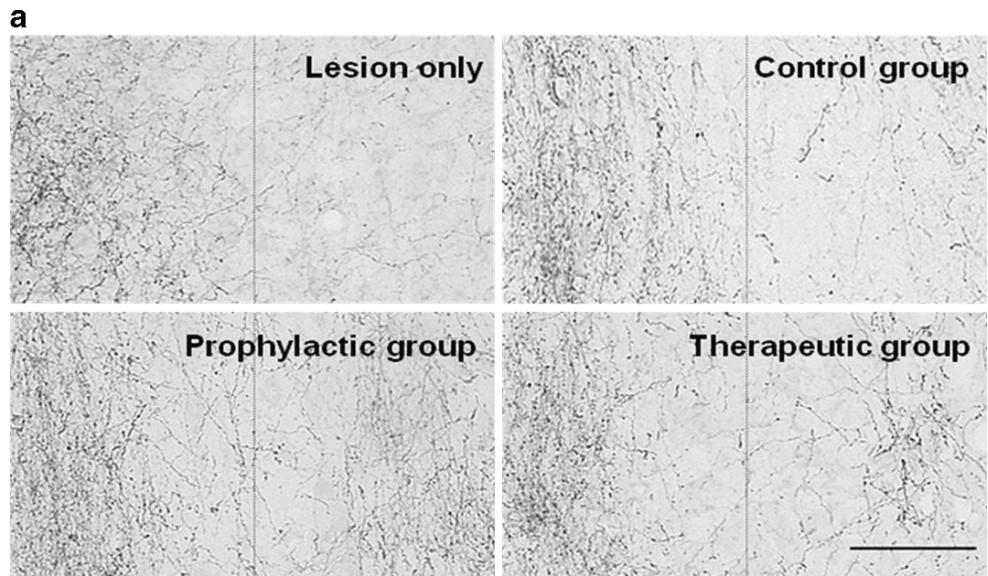 a
Lesion only
Control group
Prophylactic group
Therapeutic group